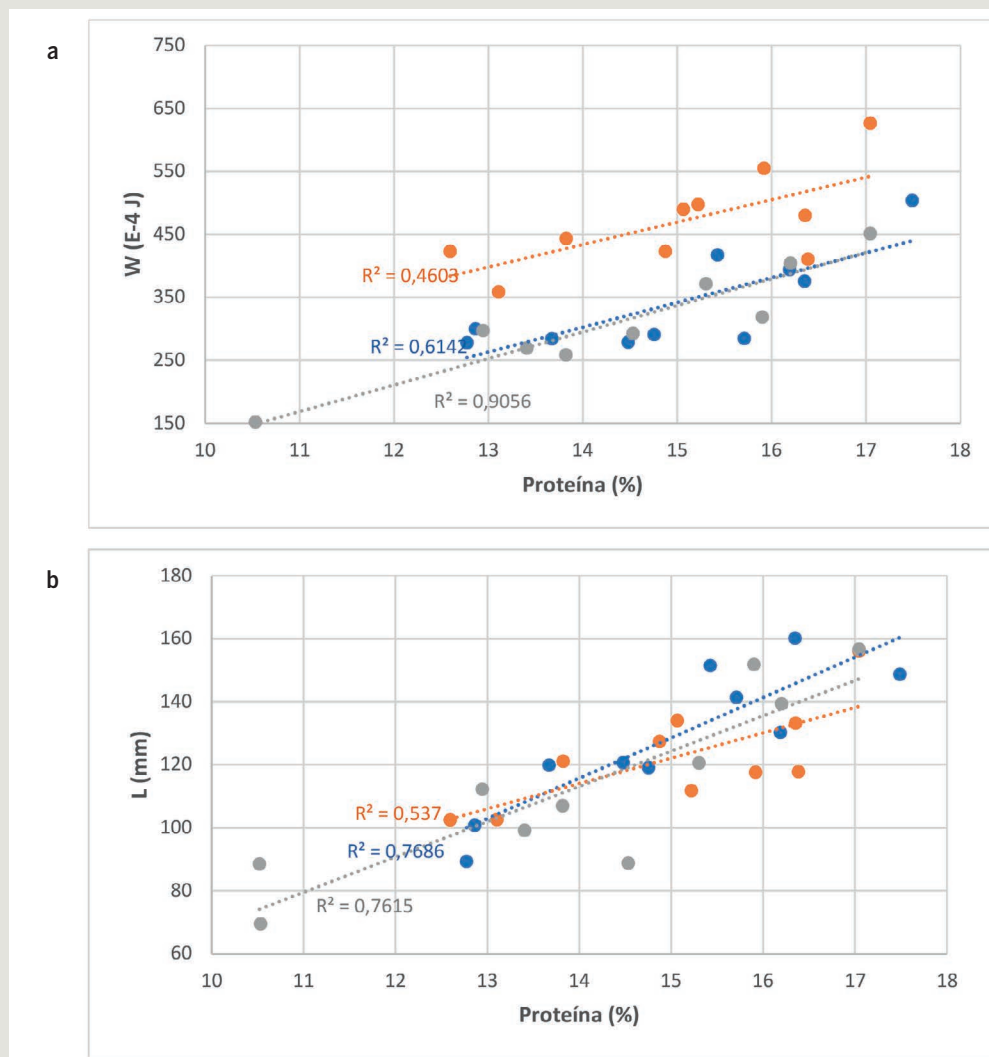 a
750
650
550
450
350
250
150
W (E-4 J)
R² = 0,4603
R² = 0,6142
R² = 0,9056
10 11 12 13 14 15 16 17 18
Proteína (%)
b
180
160
140
120
100
80
60
L (mm)
R² = 0,537
R² = 0,7686
R² = 0,7615
10 11 12 13 14 15 16 17 18
Proteína (%)